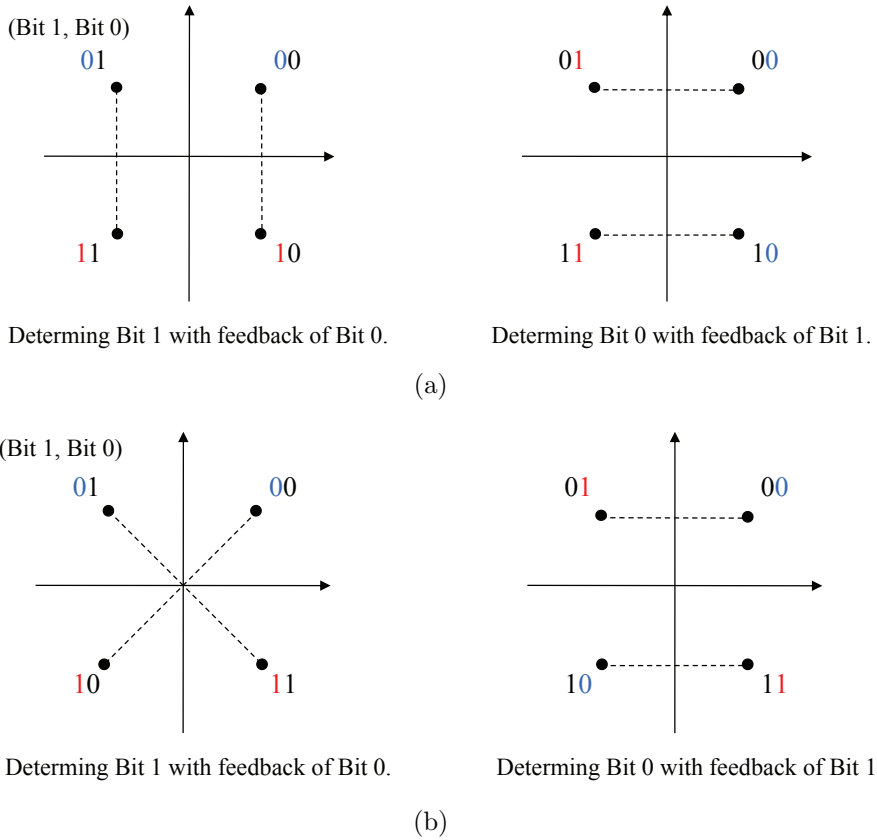 (Bit 1, Bit 0)
01 00 01 00
11 10 11 10
Determing Bit 1 with feedback of Bit 0. Determing Bit 0 with feedback of Bit 1.
(a)
(Bit 1, Bit 0)
01 00 01 00
10 11 10 11
Determing Bit 1 with feedback of Bit 0. Determing Bit 0 with feedback of Bit 1
(b)